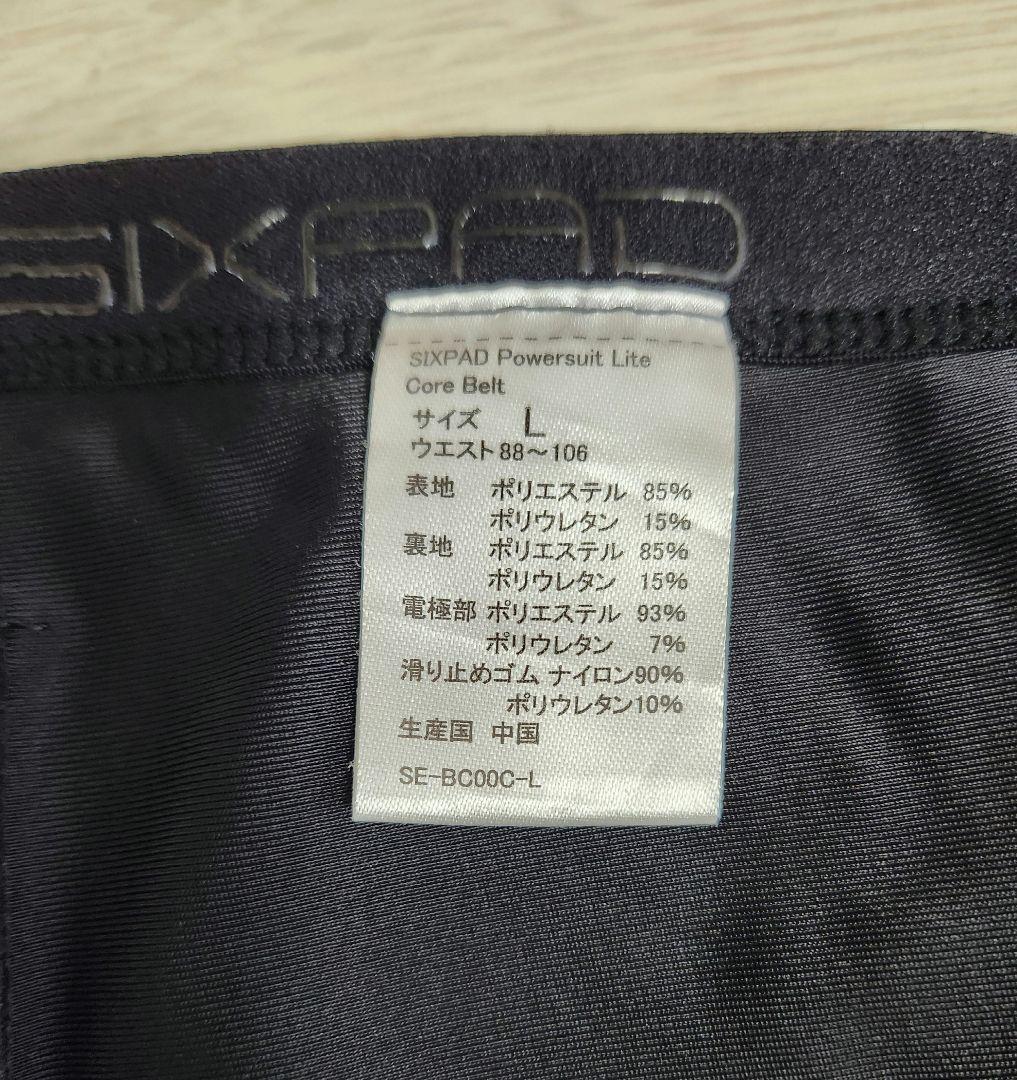 SIXPAD
SIXPAD Powersuit Lite
Core Belt
サイズ L
ウエスト88～106
表地 ポリエステル 85%
ポリウレタン 15%
裏地 ポリエステル 85%
ポリウレタン 15%
電極部 ポリエステル 93%
ポリウレタン 7%
滑り止めゴム ナイロン90%
ポリウレタン10%
生産国 中国
SE-BC00C-L